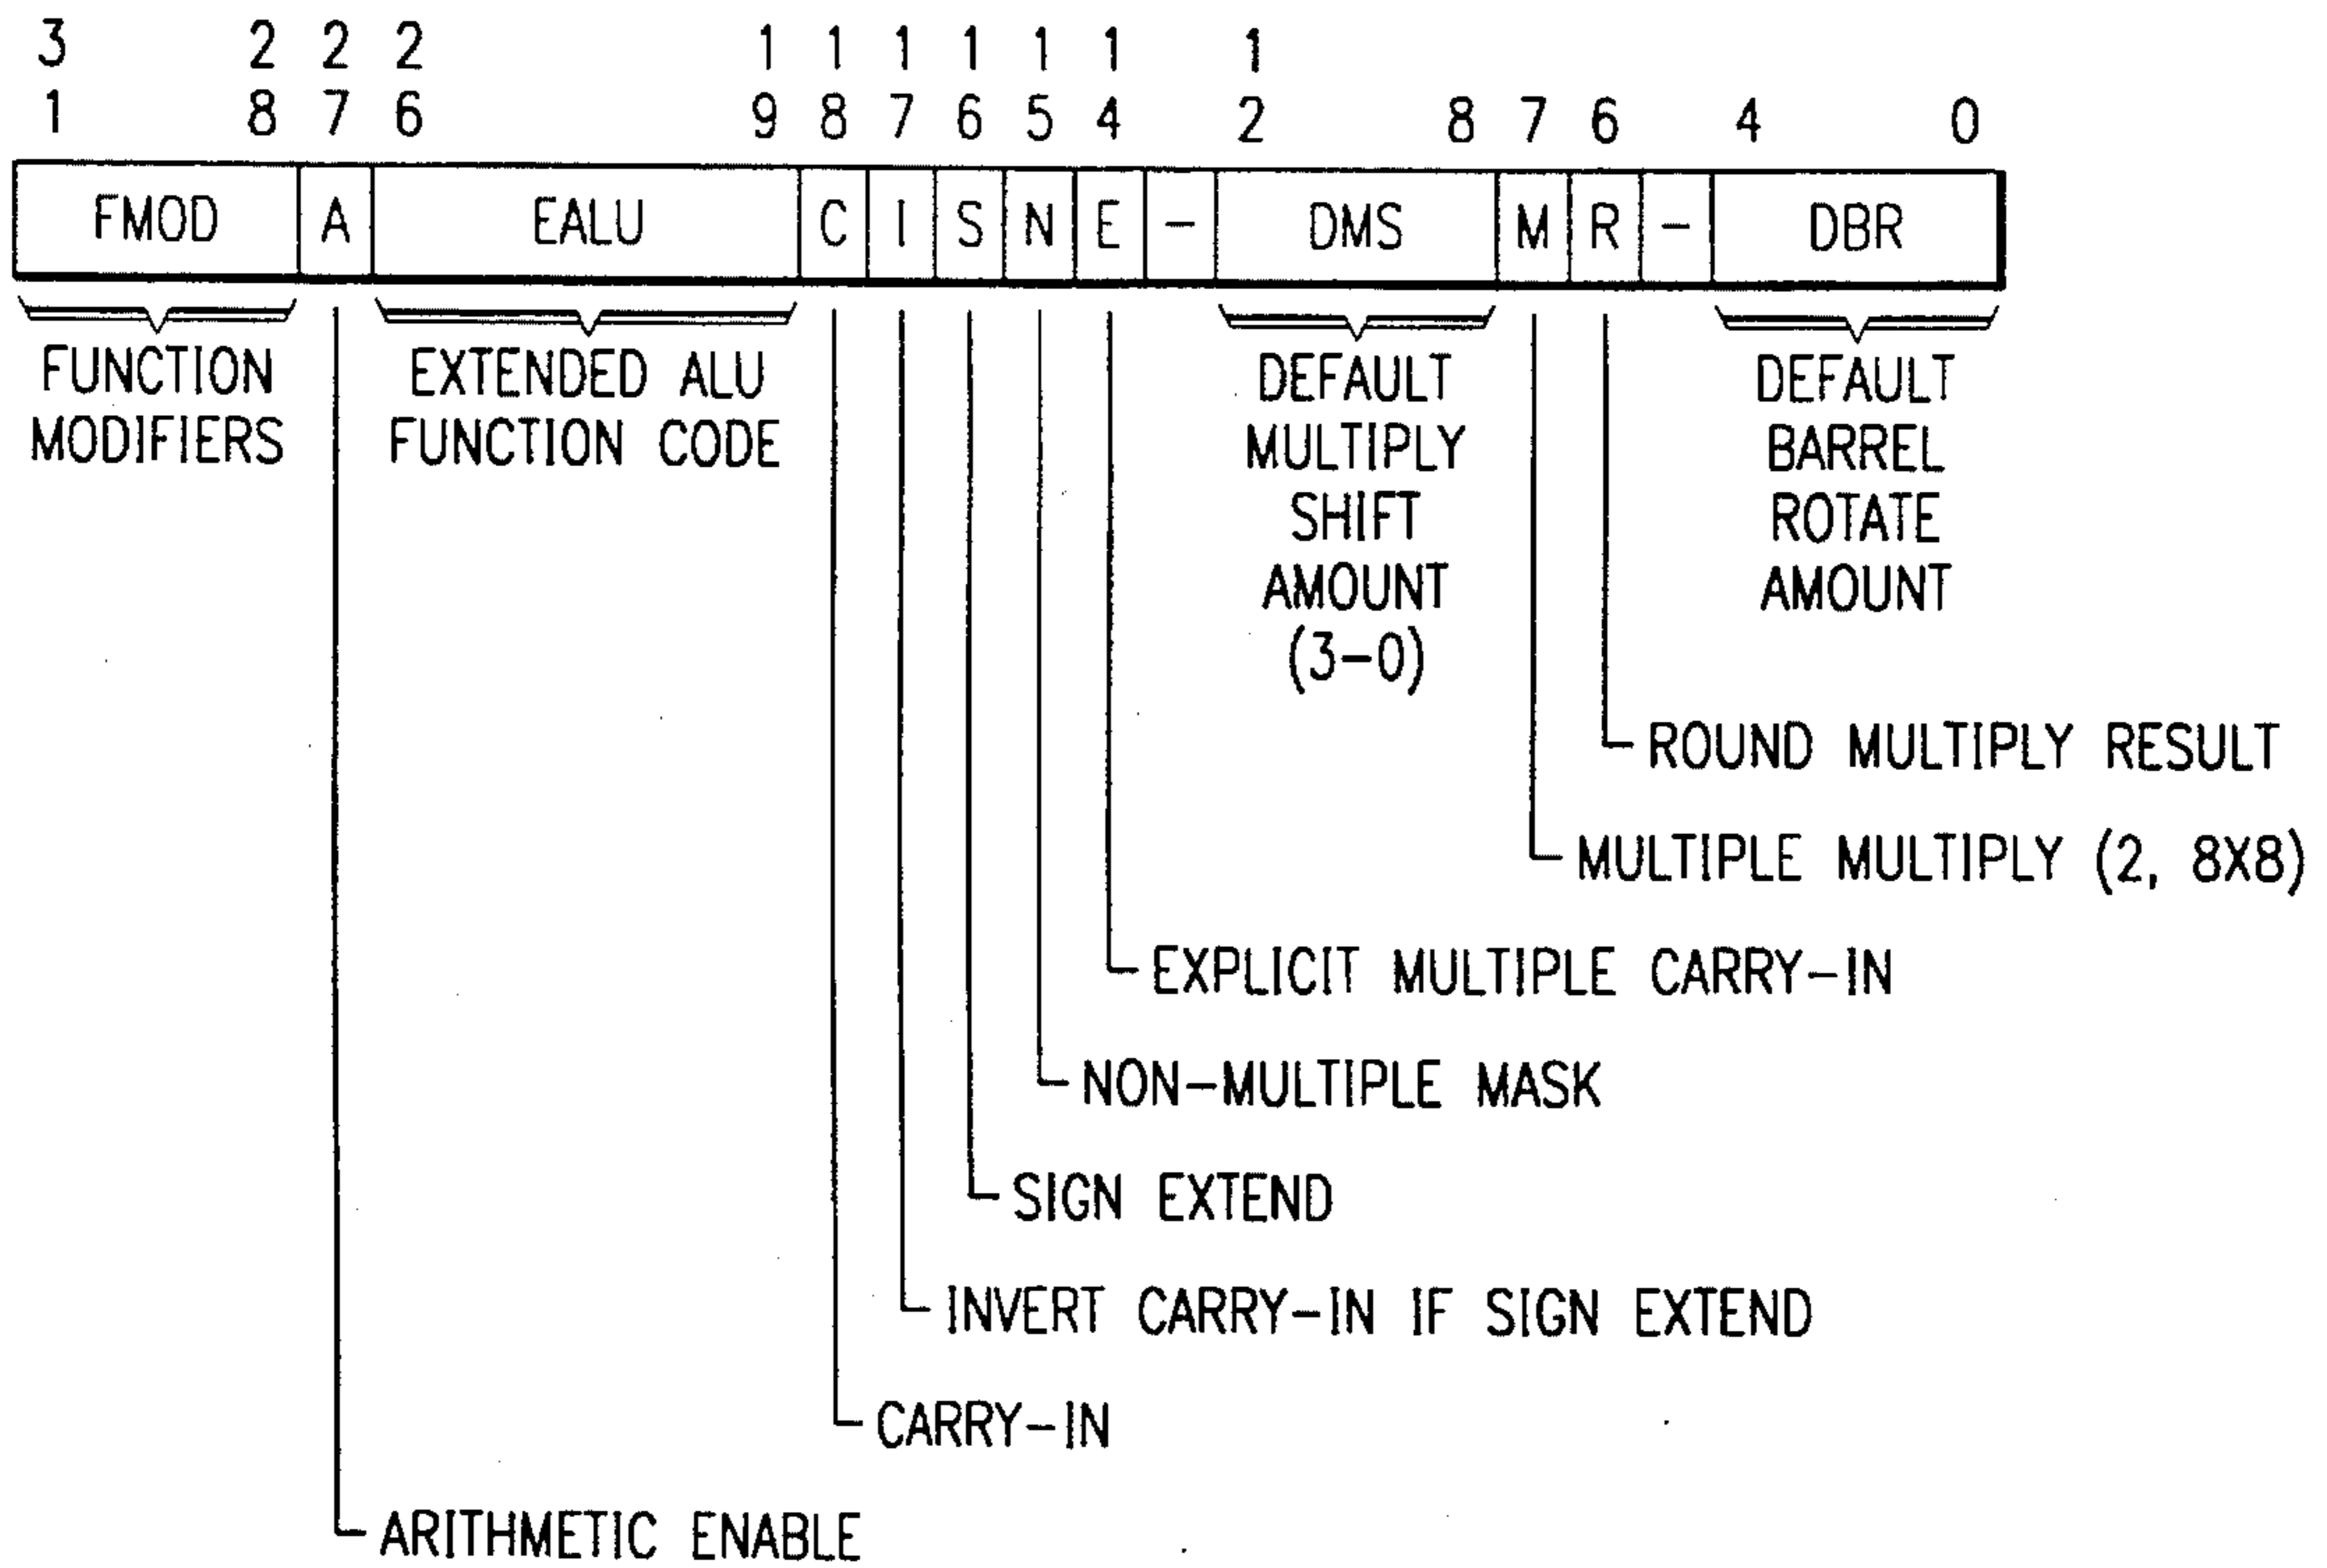 3 2 2 2 1 1 1 1 1 1 1
1 8 7 6 9 8 7 6 5 4 2 8 7 6 4 0
FMOD A EALU C I S N E - DMS M R - DBR
FUNCTION
MODIFIERS
EXTENDED ALU
FUNCTION CODE
DEFAULT
MULTIPLY
SHIFT
AMOUNT
(3-0)
DEFAULT
BARREL
ROTATE
AMOUNT
ROUND MULTIPLY RESULT
MULTIPLE MULTIPLY (2, 8X8)
EXPLICIT MULTIPLE CARRY-IN
NON-MULTIPLE MASK
SIGN EXTEND
INVERT CARRY-IN IF SIGN EXTEND
CARRY-IN
ARITHMETIC ENABLE